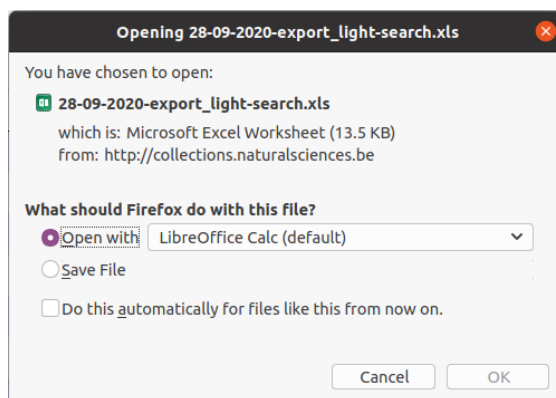 Opening 28-09-2020-export_light-search.xls
You have chosen to open:
28-09-2020-export_light-search.xls
which is: Microsoft Excel Worksheet (13.5 KB)
from: http://collections.naturalsciences.be
What should Firefox do with this file?
Open with LibreOffice Calc (default)
Save File
Do this automatically for files like this from now on.
Cancel OK